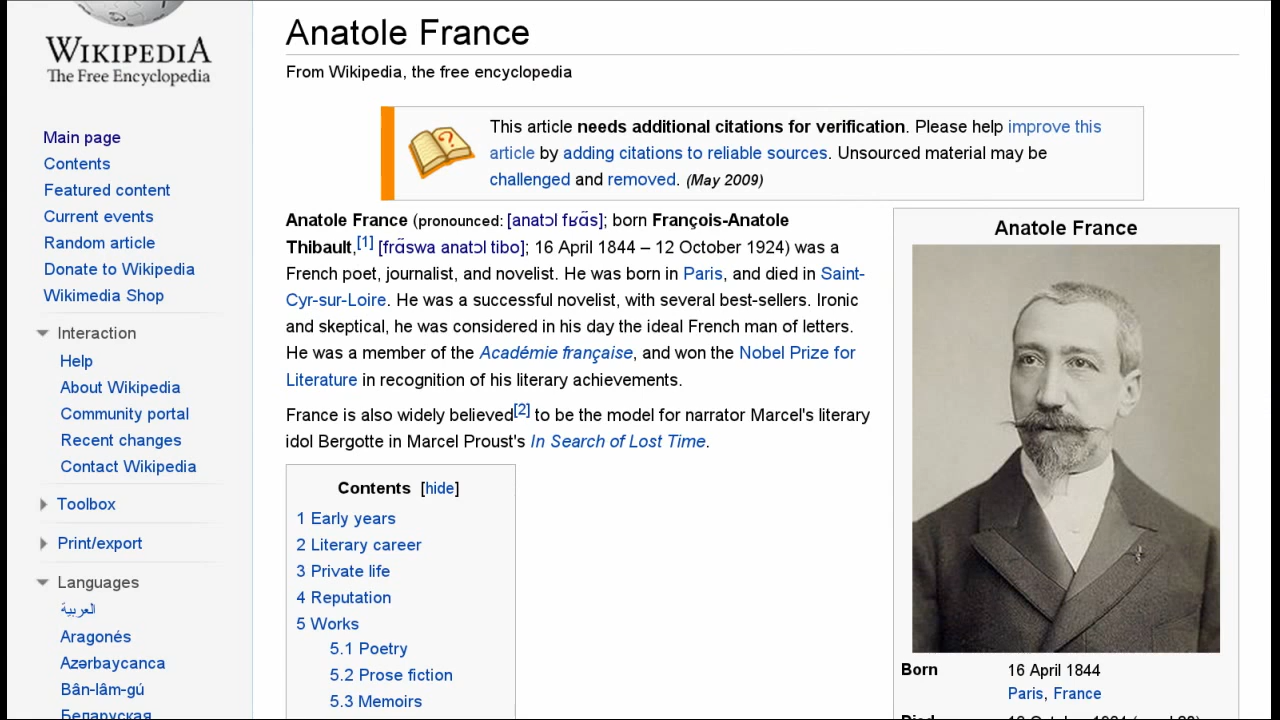 WIKIPEDIA
The Free Encyclopedia
Main page
Contents
Featured content
Current events
Random article
Donate to Wikipedia
Wikimedia Shop
Interaction
Help
About Wikipedia
Community portal
Recent changes
Contact Wikipedia
Toolbox
Print/export
Languages
العربية
Aragonés
Azərbaycanca
Bân-lâm-gú
Беларуская
Anatole France
From Wikipedia, the free encyclopedia
This article needs additional citations for verification. Please help improve this
article by adding citations to reliable sources. Unsourced material may be
challenged and removed. (May 2009)
Anatole France (pronounced: [anatɔl fʁɑ̃s]; born François-Anatole
Thibault,[1] [frɑ̃swa anatɔl tibo]; 16 April 1844 – 12 October 1924) was a
French poet, journalist, and novelist. He was born in Paris, and died in Saint-
Cyr-sur-Loire. He was a successful novelist, with several best-sellers. Ironic
and skeptical, he was considered in his day the ideal French man of letters.
He was a member of the Académie française, and won the Nobel Prize for
Literature in recognition of his literary achievements.
France is also widely believed[2] to be the model for narrator Marcel's literary
idol Bergotte in Marcel Proust's In Search of Lost Time.
Contents [hide]
1 Early years
2 Literary career
3 Private life
4 Reputation
5 Works
5.1 Poetry
5.2 Prose fiction
5.3 Memoirs
Anatole France
Born 16 April 1844
Paris, France